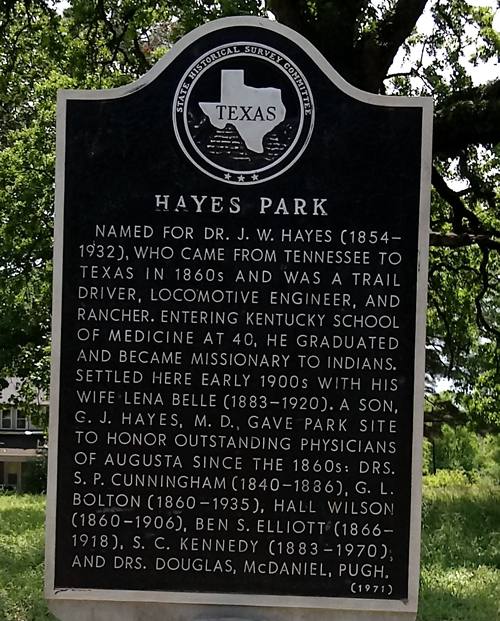 STATE HISTORICAL SURVEY COMMITTEE
TEXAS
HAYES PARK
NAMED FOR DR. J. W. HAYES (1854–
1932), WHO CAME FROM TENNESSEE TO
TEXAS IN 1860s AND WAS A TRAIL
DRIVER, LOCOMOTIVE ENGINEER, AND
RANCHER. ENTERING KENTUCKY SCHOOL
OF MEDICINE AT 40, HE GRADUATED
AND BECAME MISSIONARY TO INDIANS.
SETTLED HERE EARLY 1900s WITH HIS
WIFE LENA BELLE (1883–1920). A SON,
C. J. HAYES, M. D., GAVE PARK SITE
TO HONOR OUTSTANDING PHYSICIANS
OF AUGUSTA SINCE THE 1860s: DRS.
S. P. CUNNINGHAM (1840–1886), G. L.
BOLTON (1860–1935), HALL WILSON
(1860–1906), BEN S. ELLIOTT (1866–
1918), S. C. KENNEDY (1883–1970);
AND DRS. DOUGLAS, McDANIEL, PUGH.
(1971)